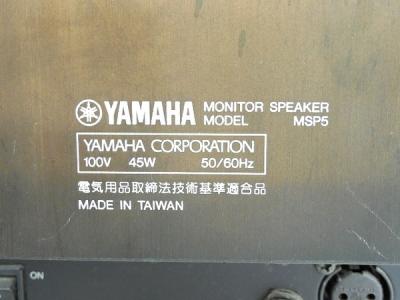 YAMAHA MONITOR SPEAKER
MODEL MSP5
YAMAHA CORPORATION
100V 45W 50/60Hz
電気用品取締法技術基準適合品
MADE IN TAIWAN
ON